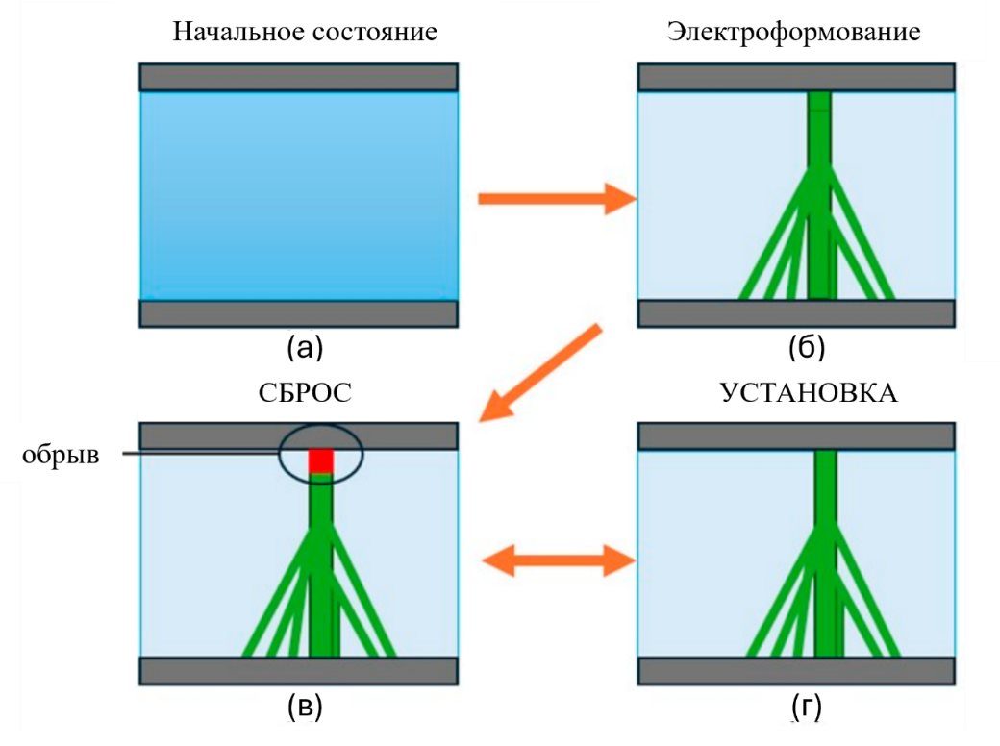 Начальное состояние
Электроформование
(а)
(б)
СБРОС
УСТАНОВКА
обрыв
(в)
(г)